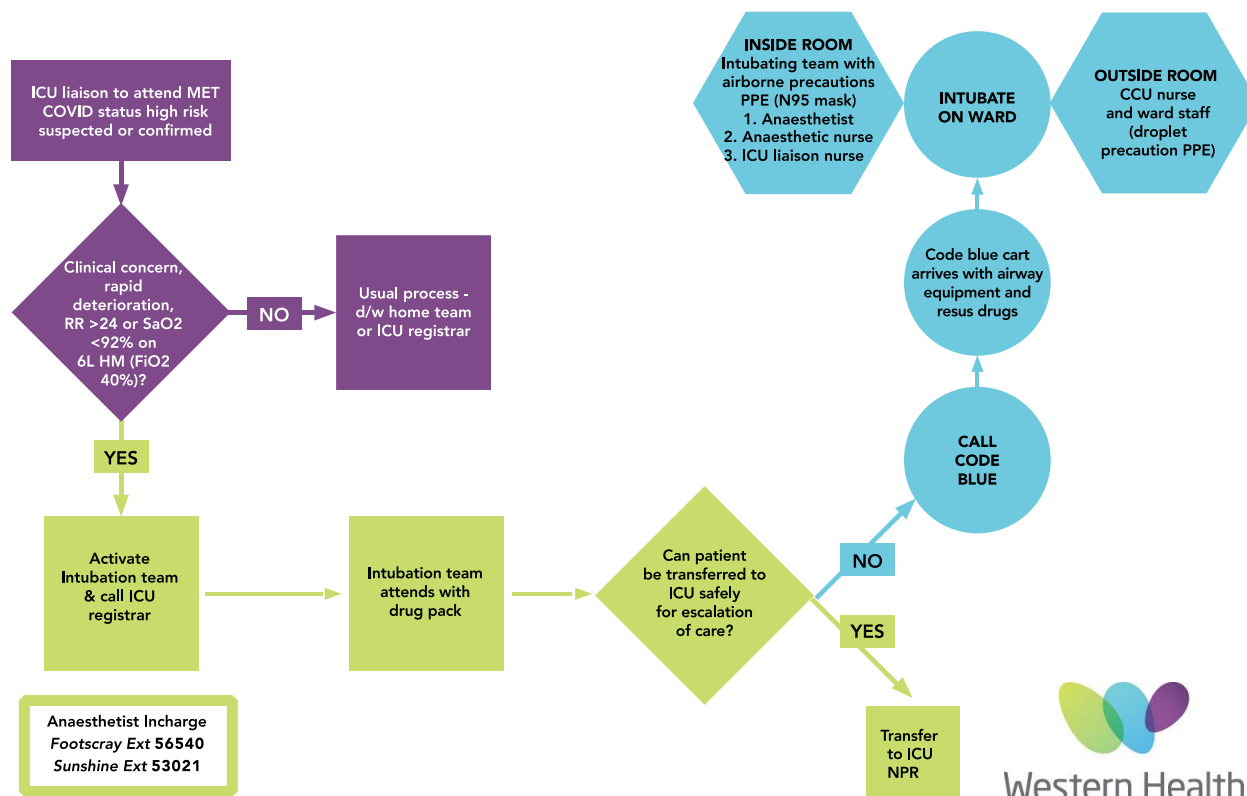 ICU liaison to attend MET
COVID status high risk
suspected or confirmed
Clinical concern,
rapid
deterioration,
RR >24 or SaO2
<92% on
6L HM (FiO2
40%)?
NO
Usual process -
d/w home team
or ICU registrar
YES
Activate
Intubation team
& call ICU
registrar
Intubation team
attends with
drug pack
Can patient
be transferred to
ICU safely
for escalation
of care?
NO
CALL
CODE
BLUE
Code blue cart
arrives with airway
equipment and
resus drugs
INTUBATE
ON WARD
INSIDE ROOM
Intubating team with
airborne precautions
PPE (N95 mask)
1. Anaesthetist
2. Anaesthetic nurse
3. ICU liaison nurse
OUTSIDE ROOM
CCU nurse
and ward staff
(droplet
precaution PPE)
YES
Transfer
to ICU
NPR
Anaesthetist Incharge
Footscray Ext 56540
Sunshine Ext 53021
Western Health